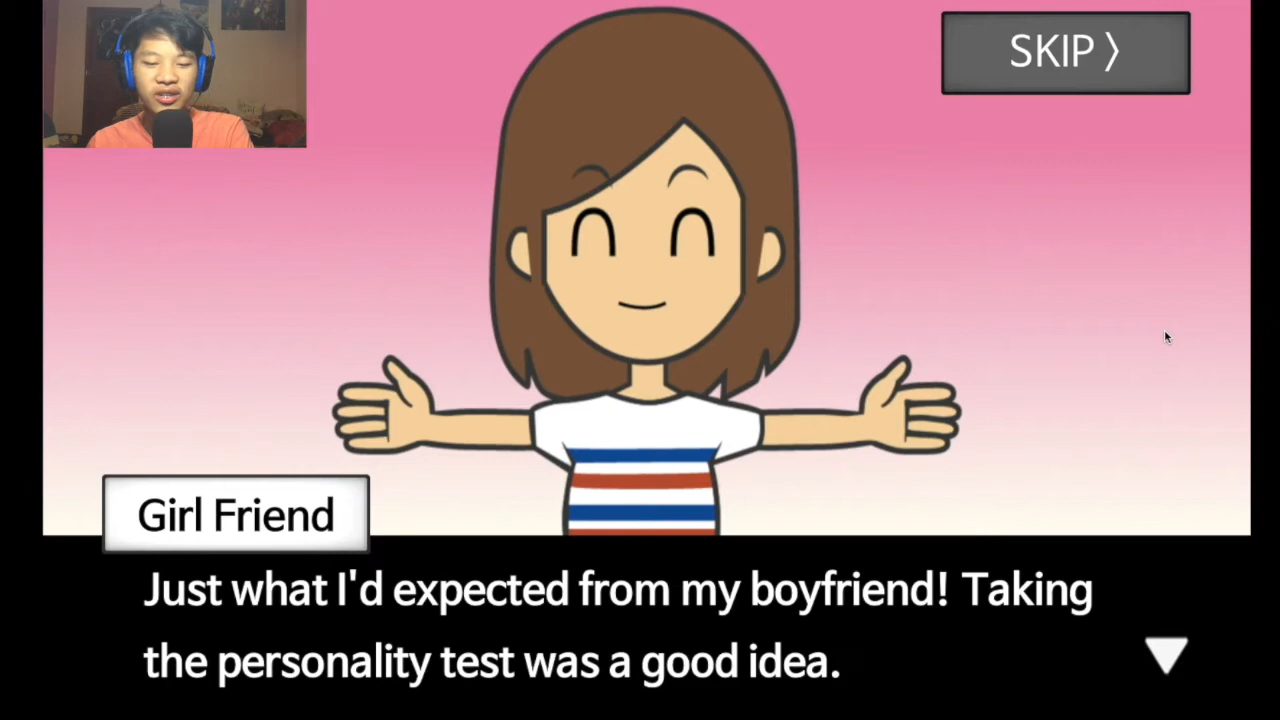 SKIP 〉
Girl Friend
Just what I'd expected from my boyfriend! Taking
the personality test was a good idea.